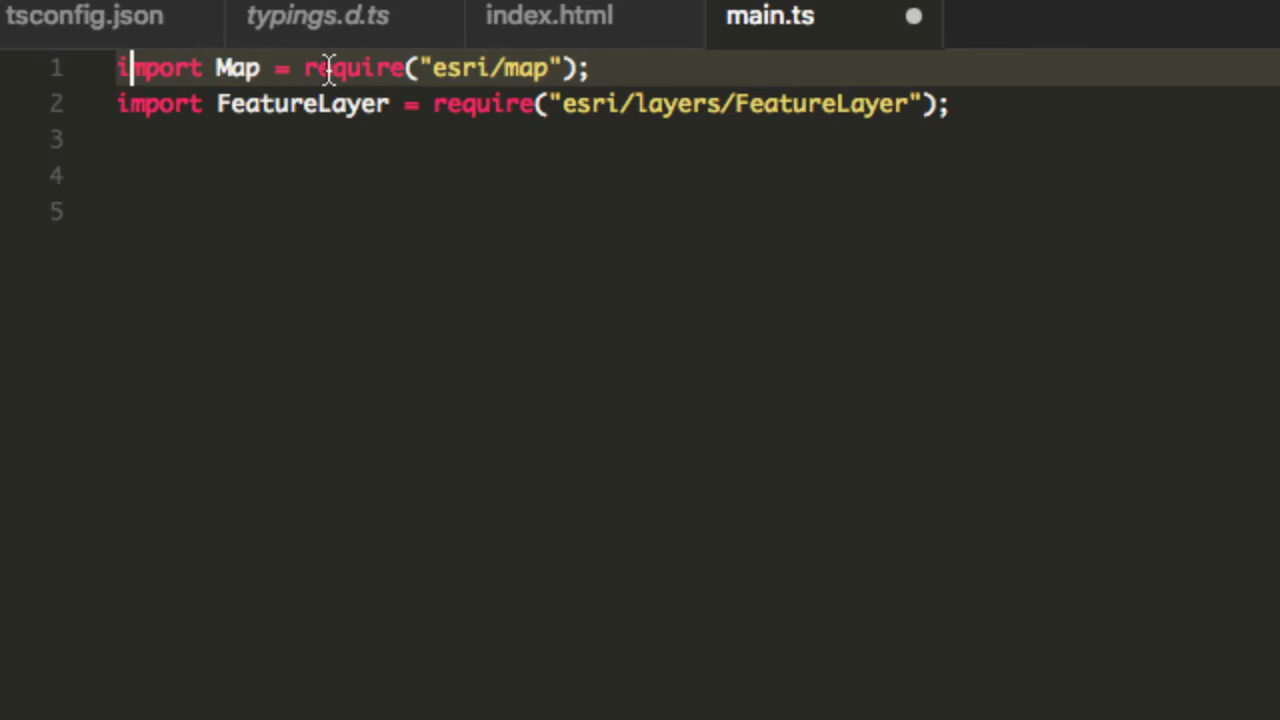 tsconfig.json typings.d.ts index.html main.ts
1 import Map = require("esri/map");
2 import FeatureLayer = require("esri/layers/FeatureLayer");
3
4
5